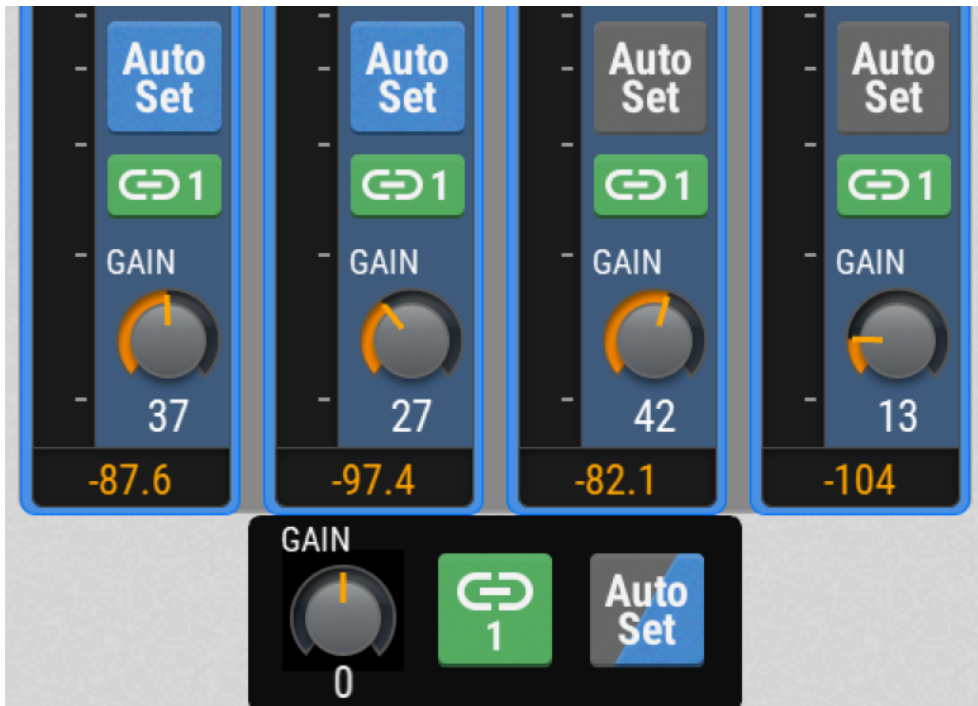 Auto Auto Auto Auto
Set Set Set Set
1 1 1 1
GAIN GAIN GAIN GAIN
37 27 42 13
-87.6 -97.4 -82.1 -104
GAIN
Auto
Set
1
0